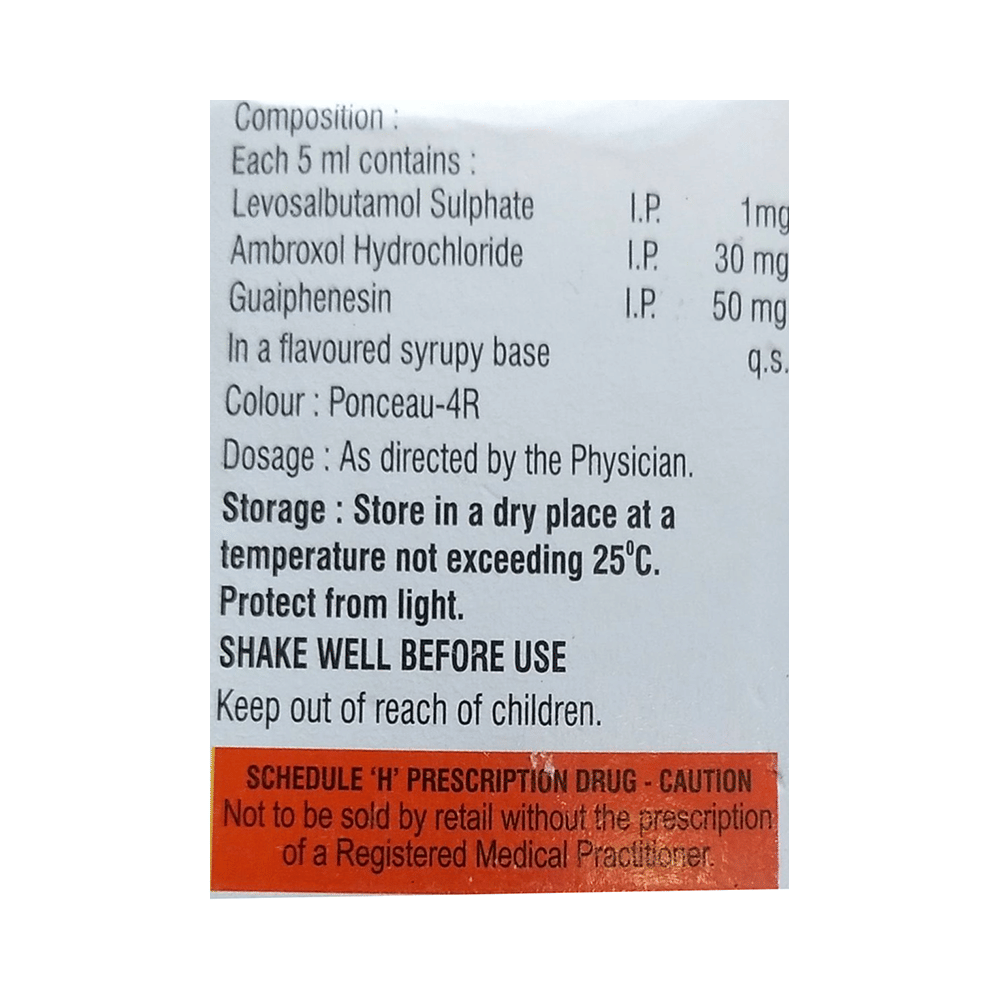 Composition :
Each 5 ml contains :
Levosalbutamol Sulphate I.P. 1mg
Ambroxol Hydrochloride I.P. 30 mg
Guaiphenesin I.P. 50 mg
In a flavoured syrupy base q.s.
Colour : Ponceau-4R
Dosage : As directed by the Physician.
Storage : Store in a dry place at a
temperature not exceeding 25⁰C.
Protect from light.
SHAKE WELL BEFORE USE
Keep out of reach of children.
SCHEDULE 'H' PRESCRIPTION DRUG - CAUTION
Not to be sold by retail without the prescription
of a Registered Medical Practitioner.